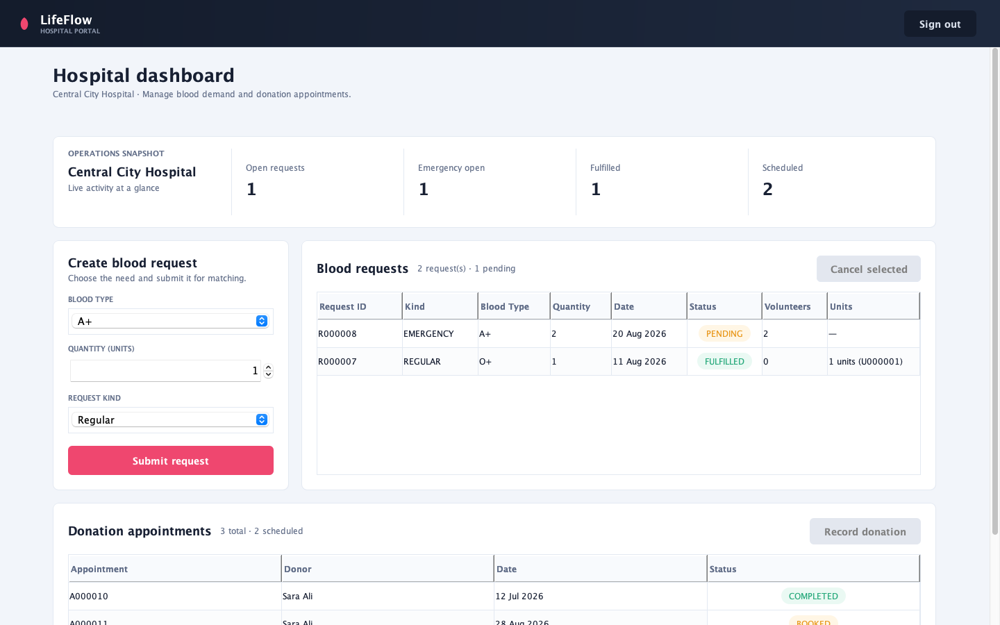 LifeFlow
HOSPITAL PORTAL
Sign out
Hospital dashboard
Central City Hospital · Manage blood demand and donation appointments.
OPERATIONS SNAPSHOT
Central City Hospital
Live activity at a glance
Open requests
1
Emergency open
1
Fulfilled
1
Scheduled
2
Create blood request
Choose the need and submit it for matching.
BLOOD TYPE
A+
QUANTITY (UNITS)
1
REQUEST KIND
Regular
Submit request
Blood requests 2 request(s) · 1 pending
Cancel selected
Request ID Kind Blood Type Quantity Date Status Volunteers Units
R000008 EMERGENCY A+ 2 20 Aug 2026 PENDING 2 —
R000007 REGULAR O+ 1 11 Aug 2026 FULFILLED 0 1 units (U000001)
Donation appointments 3 total · 2 scheduled
Record donation
Appointment Donor Date Status
A000010 Sara Ali 12 Jul 2026 COMPLETED
A000011 Sara Ali 28 Aug 2026 BOOKED